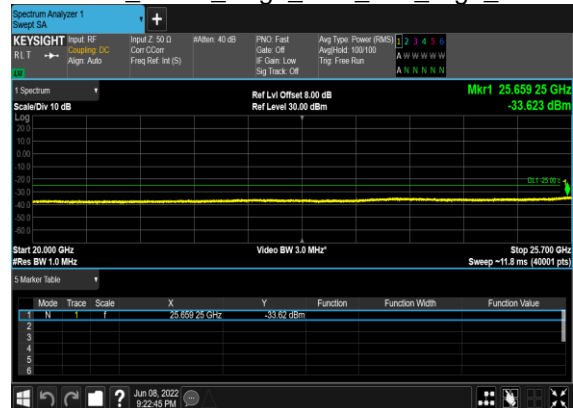 Spectrum Analyzer 1
Swept SA
+
KEYSIGHT
RLT
Input: RF
Coupling: DC
Align: Auto
Input Z: 50 Ω
Corr CCorr
Freq Ref: Int (S)
#Atten: 40 dB
PNO: Fast
Gate: Off
IF Gain: Low
Sig Track: Off
Avg Type: Power (RMS)
Avg|Hold: 100/100
Trig: Free Run
1 2 3 4 5 6
A W W W W W
A N N N N N
1 Spectrum
Scale/Div 10 dB
Ref Lvl Offset 8.00 dB
Ref Level 30.00 dBm
Mkr1 25.659 25 GHz
-33.623 dBm
Log
20.0
10.0
0.00
-10.0
-20.0
-30.0
-40.0
-50.0
-60.0
Start 20.000 GHz
#Res BW 1.0 MHz
Video BW 3.0 MHz*
Stop 25.700 GHz
Sweep ~11.8 ms (40001 pts)
5 Marker Table
Mode Trace Scale X Y Function Function Width Function Value
1 N 1 f 25.659 25 GHz -33.62 dBm
2
3
4
5
6
?
Jun 08, 2022
9:22:45 PM